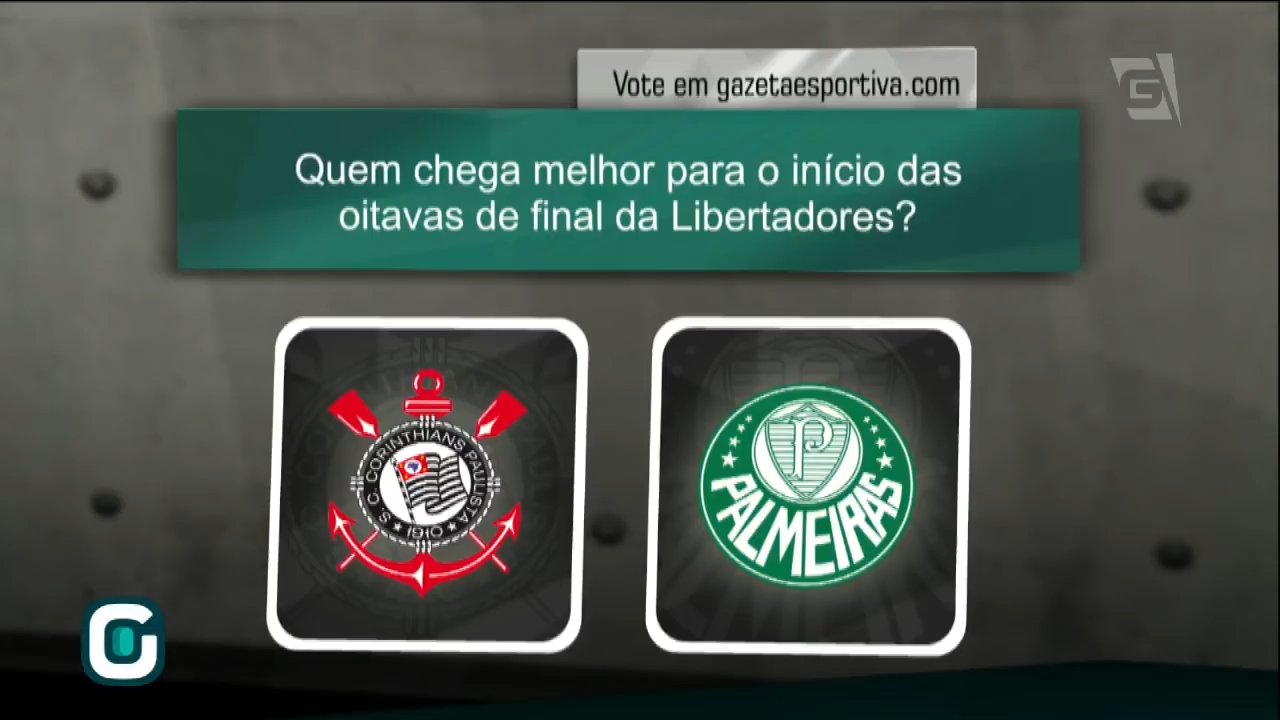 Vote em gazetaesportiva.com
Quem chega melhor para o início das
oitavas de final da Libertadores?
S. C. CORINTHIANS PAULISTA
1910
P
PALMEIRAS
G
G